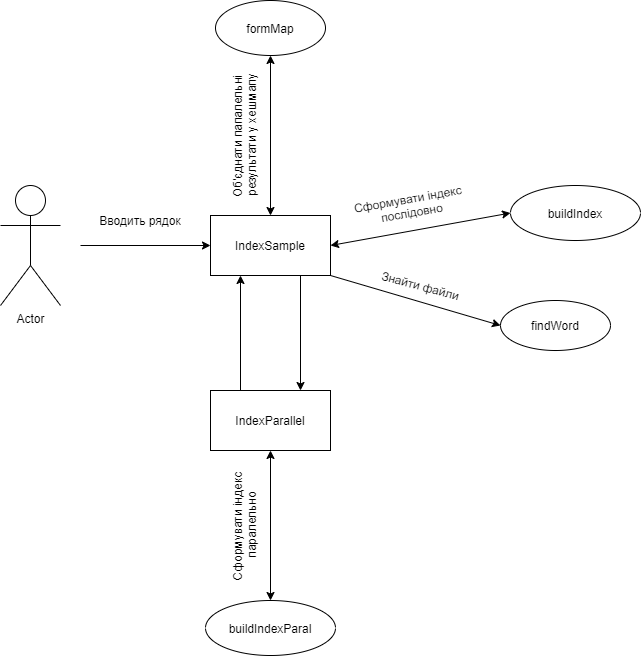 formMap
Об'єднати папалельні
результати у хешмапу
Сформувати індекс
послідовно
buildIndex
Вводить рядок
IndexSample
Знайти файли
Actor
findWord
IndexParallel
Сформувати індекс
паралельно
buildIndexParal